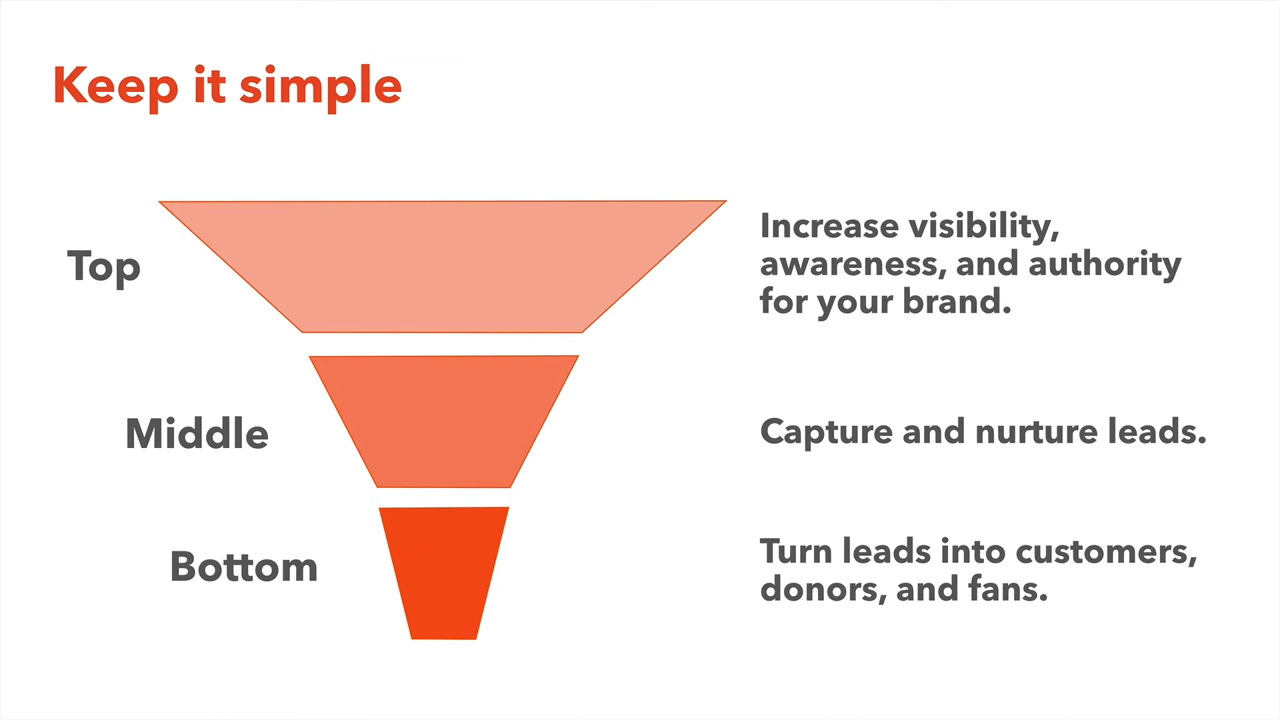 Keep it simple
Top
Increase visibility,
awareness, and authority
for your brand.
Middle
Capture and nurture leads.
Bottom
Turn leads into customers,
donors, and fans.